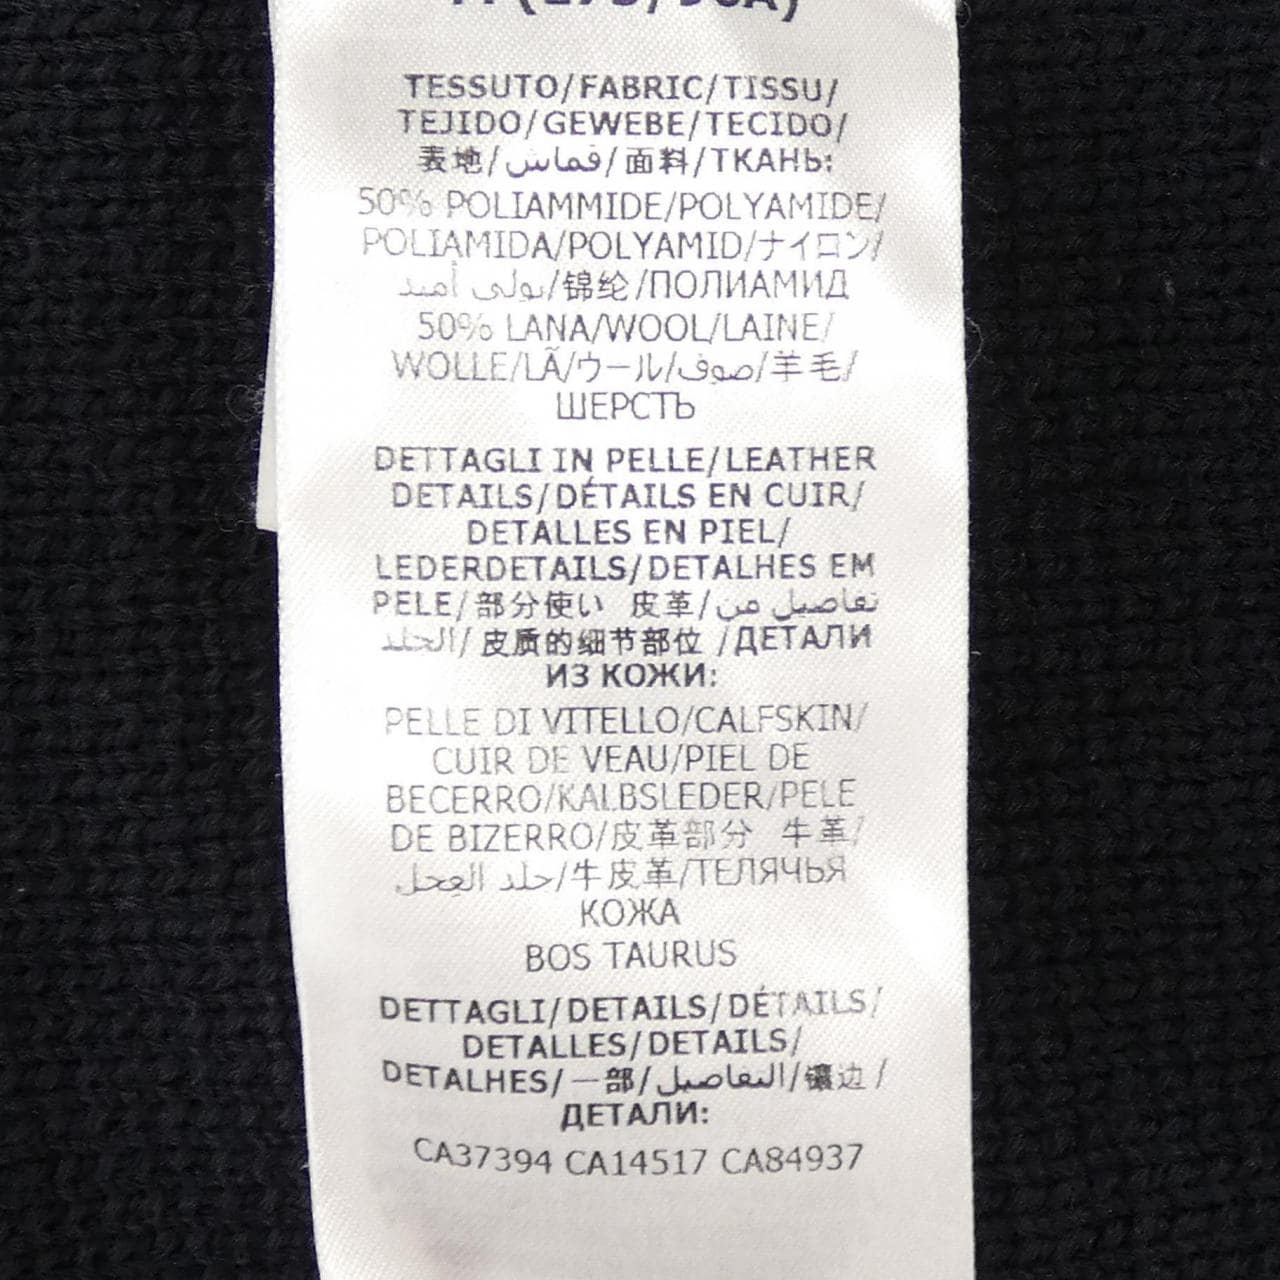 TESSUTO/FABRIC/TISSU/
TEJIDO/GEWEBE/TECIDO/
表地/قماش/面料/ТКАНЬ:
50% POLIAMMIDE/POLYAMIDE/
POLIAMIDA/POLYAMID/ナイロン/
بولي أميد/锦纶/ПОЛИАМИД
50% LANA/WOOL/LAINE/
WOLLE/LÃ/ウール/صوف/羊毛/
ШЕРСТЬ
DETTAGLI IN PELLE/LEATHER
DETAILS/DÉTAILS EN CUIR/
DETALLES EN PIEL/
LEDERDETAILS/DETALHES EM
PELE/部分使い 皮革/تفاصيل من
الجلد/皮质的细节部位 /ДЕТАЛИ
ИЗ КОЖИ:
PELLE DI VITELLO/CALFSKIN/
CUIR DE VEAU/PIEL DE
BECERRO/KALBSLEDER/PELE
DE BIZERRO/皮革部分 牛革/
جلد العجل/牛皮革/ТЕЛЯЧЬЯ
КОЖА
BOS TAURUS
DETTAGLI/DETAILS/DÉTAILS/
DETALLES/DETAILS/
DETALHES/一部/التفاصيل/镶边/
ДЕТАЛИ:
CA37394 CA14517 CA84937